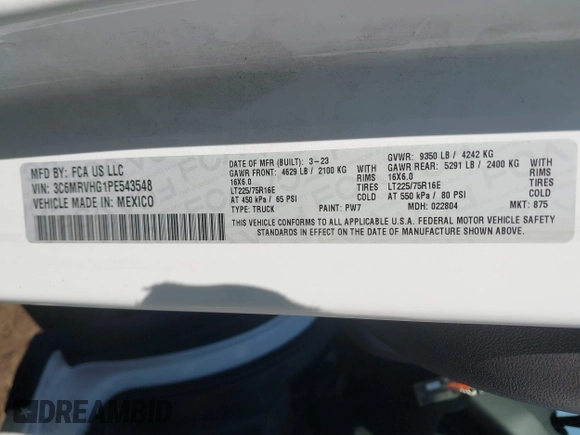 MFD BY: FCA US LLC
VIN: 3C6MRVHG1PE543548
VEHICLE MADE IN: MEXICO
DATE OF MFR (BUILT): 3-23
GAWR FRONT: 4629 LB / 2100 KG
16X6.0
LT225/75R16E
AT 450 kPa / 65 PSI
TYPE: TRUCK
WITH
RIMS
TIRES
COLD
PAINT: PW7
GVWR: 9350 LB / 4242 KG
GAWR REAR: 5291 LB / 2400 KG
16X6.0
LT225/75R16E
AT 550 kPa / 80 PSI
MDH: 022804
WITH
RIMS
TIRES
COLD
MKT: 875
THIS VEHICLE CONFORMS TO ALL APPLICABLE U.S.A. FEDERAL MOTOR VEHICLE SAFETY
STANDARDS IN EFFECT ON THE DATE OF MANUFACTURE SHOWN ABOVE.
DREAMBID